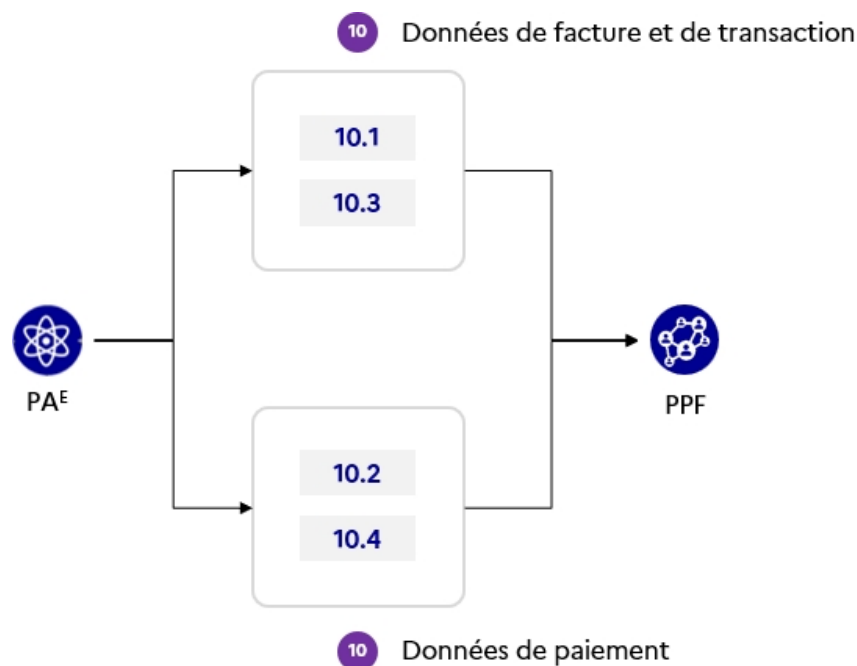 10 Données de facture et de transaction
10.1
10.3
PAᴱ
PPF
10.2
10.4
10 Données de paiement